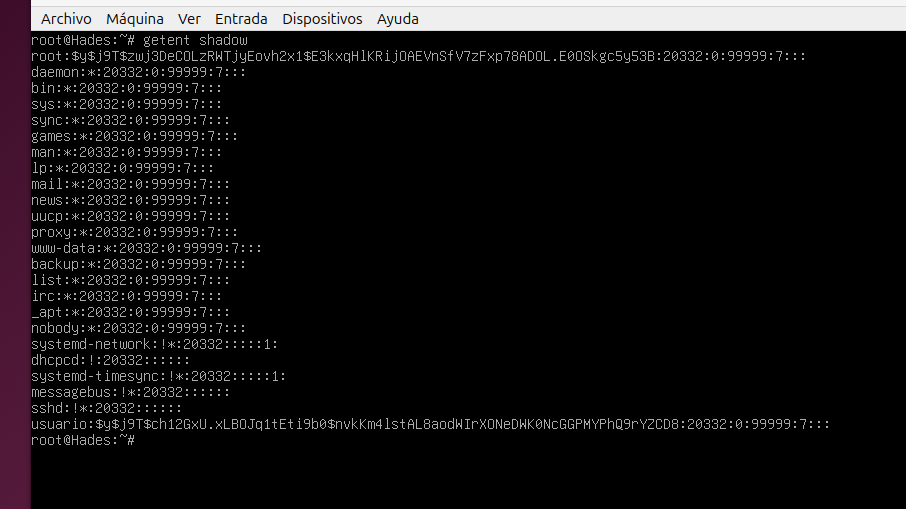 Archivo Máquina Ver Entrada Dispositivos Ayuda
root@Hades:~# getent shadow
root:$y$j9T$zwj3DeCOLzRWTjyEovh2x1$E3kxqHlKRijOAEVnSfV7zFxp78ADOL.E0OSkgc5y53B:20332:0:99999:7:::
daemon:*:20332:0:99999:7:::
bin:*:20332:0:99999:7:::
sys:*:20332:0:99999:7:::
sync:*:20332:0:99999:7:::
games:*:20332:0:99999:7:::
man:*:20332:0:99999:7:::
lp:*:20332:0:99999:7:::
mail:*:20332:0:99999:7:::
news:*:20332:0:99999:7:::
uucp:*:20332:0:99999:7:::
proxy:*:20332:0:99999:7:::
www-data:*:20332:0:99999:7:::
backup:*:20332:0:99999:7:::
list:*:20332:0:99999:7:::
irc:*:20332:0:99999:7:::
_apt:*:20332:0:99999:7:::
nobody:*:20332:0:99999:7:::
systemd-network:!*:20332:::::1:
dhcpcd:!:20332::::::
systemd-timesync:!*:20332:::::1:
messagebus:!*:20332::::::
sshd:!*:20332::::::
usuario:$y$j9T$ch12GxU.xLBOJq1tEti9b0$nvkKm4lstAL8aodWIrXONeDWK0NcGGPMYPhQ9rYZCD8:20332:0:99999:7:::
root@Hades:~#